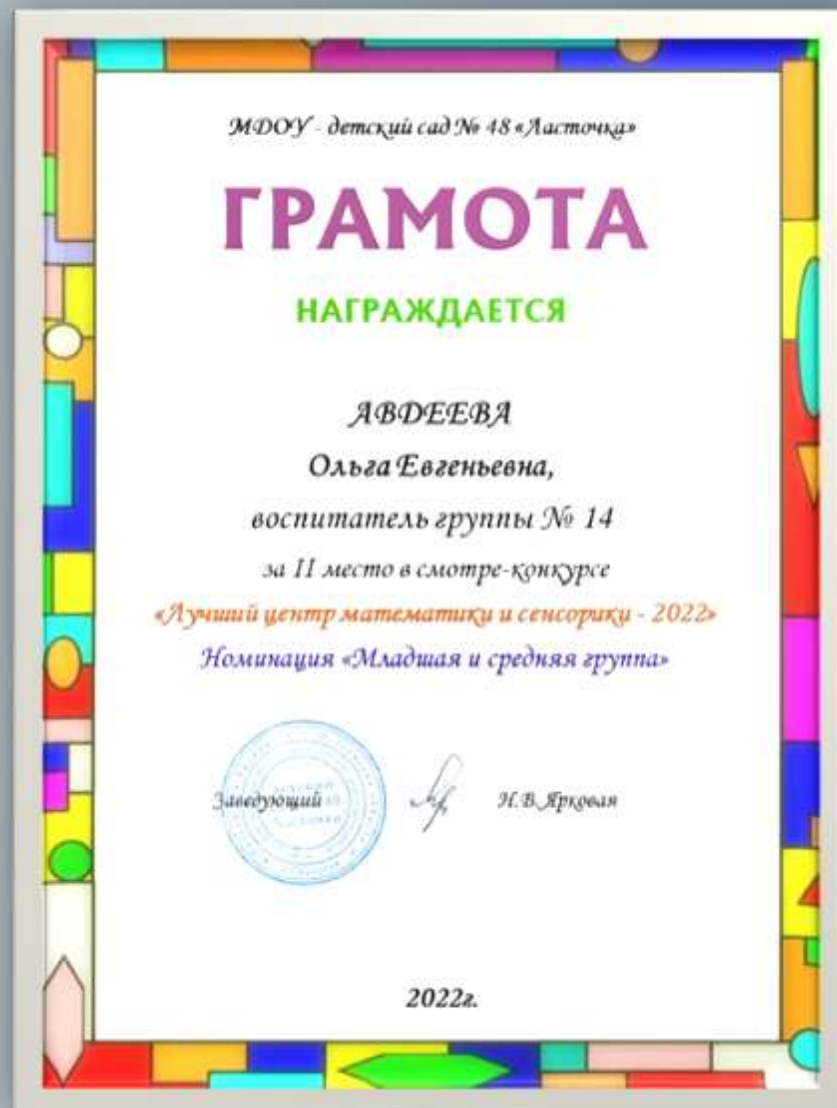 МДОУ - детский сад № 48 «Ласточка»
ГРАМОТА
НАГРАЖДАЕТСЯ
АВДЕЕВА
Ольга Евгеньевна,
воспитатель группы № 14
за II место в смотре-конкурсе
«Лучший центр математики и сенсорики - 2022»
Номинация «Младшая и средняя группа»
Заведующий Н.В.Ярковая
2022г.